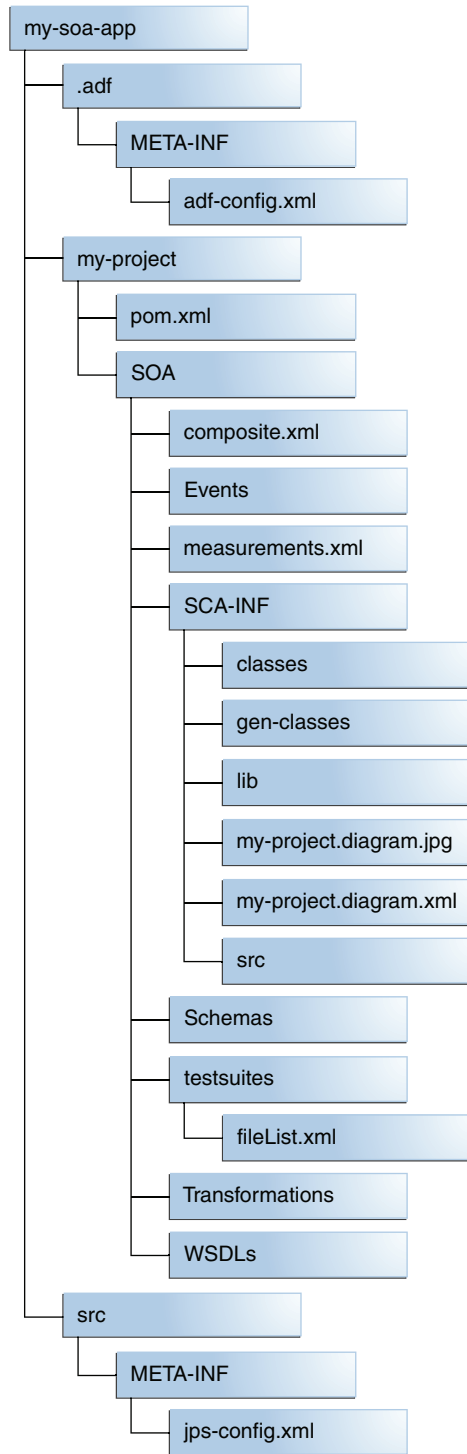 my-soa-app
.adf
META-INF
adf-config.xml
my-project
pom.xml
SOA
composite.xml
Events
measurements.xml
SCA-INF
classes
gen-classes
lib
my-project.diagram.jpg
my-project.diagram.xml
src
Schemas
testsuites
fileList.xml
Transformations
WSDLs
src
META-INF
jps-config.xml